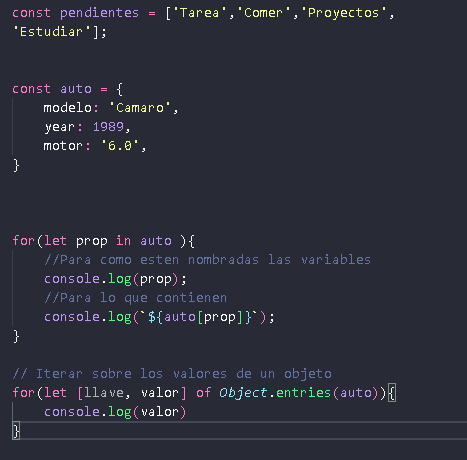 const pendientes = ['Tarea','Comer','Proyectos',
'Estudiar'];
const auto = {
modelo: 'Camaro',
year: 1989,
motor: '6.0',
}
for(let prop in auto ){
//Para como esten nombradas las variables
console.log(prop);
//Para lo que contienen
console.log(`${auto[prop]}`);
}
// Iterar sobre los valores de un objeto
for(let [llave, valor] of Object.entries(auto)){
console.log(valor)
}